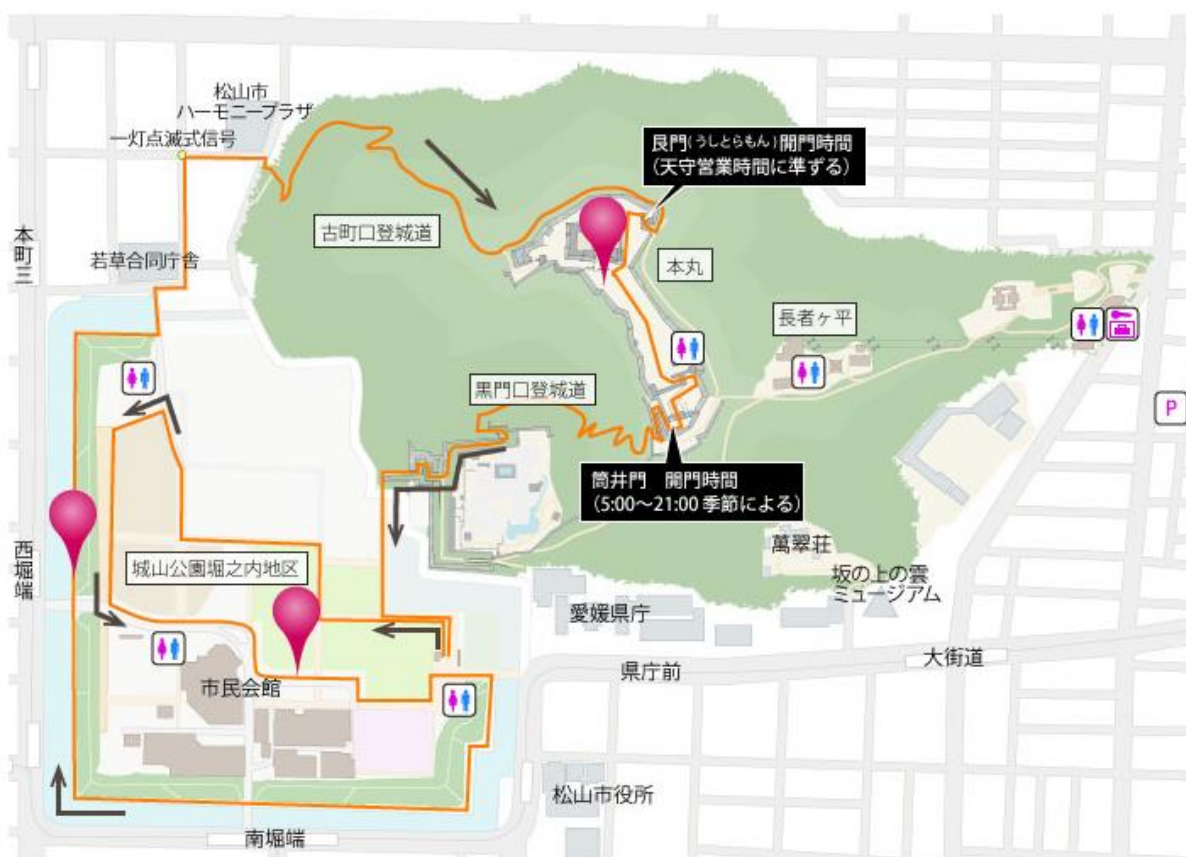 松山市
ハーモニープラザ
一灯点滅式信号
艮門(うしとらもん)開門時間
(天守営業時間に準ずる)
本町三
古町口登城道
若草合同庁舎
本丸
長者ヶ平
黒門口登城道
P
筒井門 開門時間
(5:00〜21:00 季節による)
西堀端
城山公園堀之内地区
萬翠荘
坂の上の雲
ミュージアム
愛媛県庁
県庁前
大街道
市民会館
松山市役所
南堀端